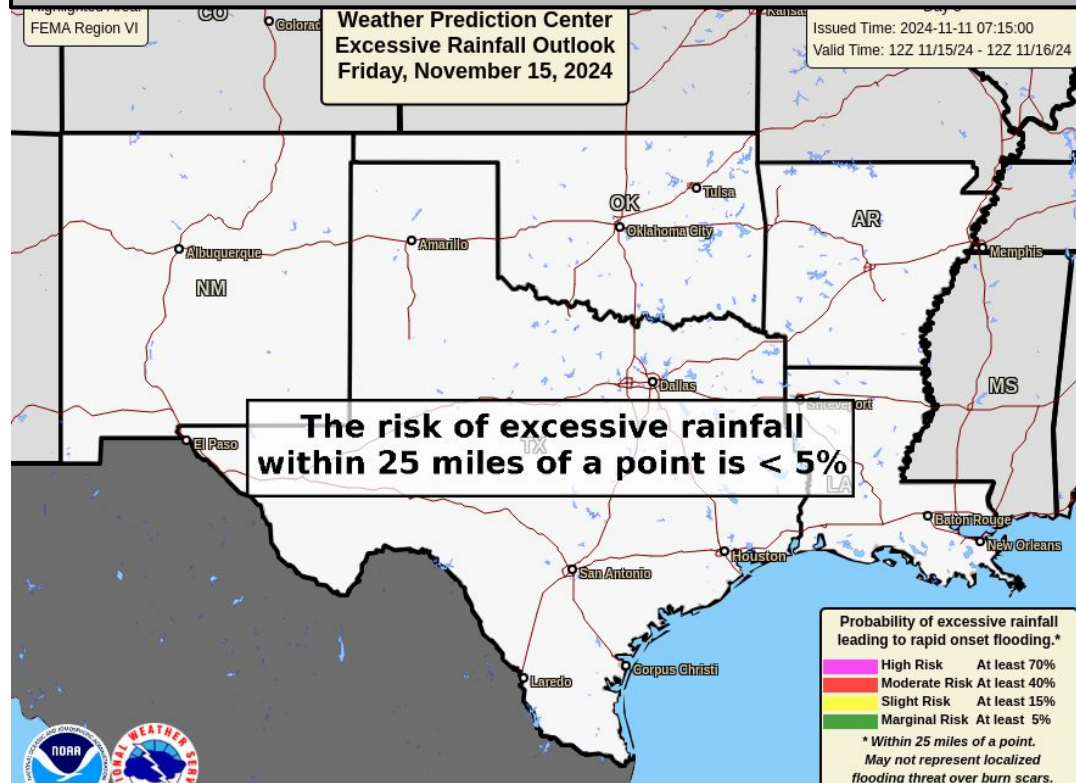 CO
Colorad
Kansas
Highlighted Area:
FEMA Region VI
Weather Prediction Center
Excessive Rainfall Outlook
Friday, November 15, 2024
Issued Time: 2024-11-11 07:15:00
Valid Time: 12Z 11/15/24 - 12Z 11/16/24
Tulsa
OK
AR
Oklahoma City
Amarillo
Albuquerque
Memphis
NM
Dallas
MS
Shreveport
The risk of excessive rainfall
within 25 miles of a point is < 5%
TX
El Paso
LA
Baton Rouge
New Orleans
Houston
San Antonio
Corpus Christi
Laredo
Probability of excessive rainfall
leading to rapid onset flooding.*
High Risk At least 70%
Moderate Risk At least 40%
Slight Risk At least 15%
Marginal Risk At least 5%
* Within 25 miles of a point.
May not represent localized
flooding threat over burn scars.
NOAA